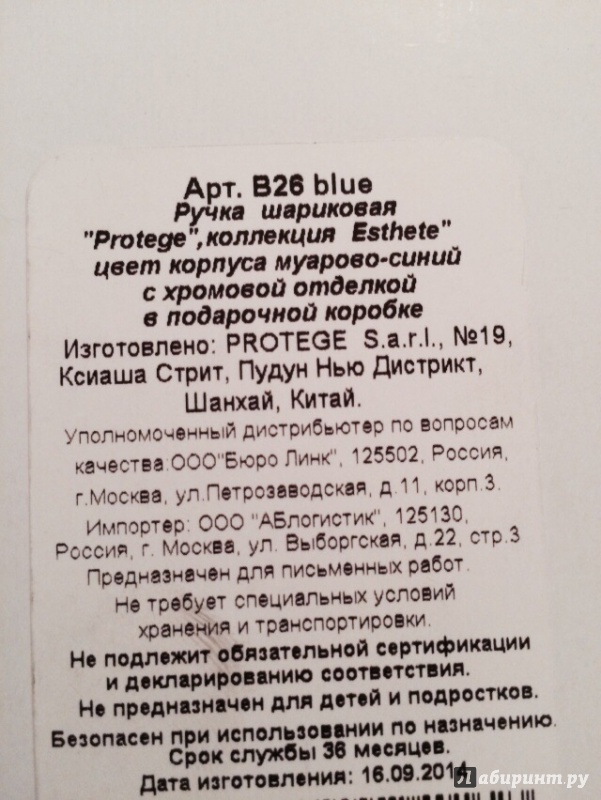 Арт. B26 blue
Ручка шариковая
"Protege",коллекция Esthete"
цвет корпуса муарово-синий
с хромовой отделкой
в подарочной коробке
Изготовлено: PROTEGE S.a.r.l., №19,
Ксиаша Стрит, Пудун Нью Дистрикт,
Шанхай, Китай.
Уполномоченный дистрибьютер по вопросам
качества:ООО"Бюро Линк", 125502, Россия,
г.Москва, ул.Петрозаводская, д.11, корп.3.
Импортер: ООО "АБлогистик", 125130,
Россия, г. Москва, ул. Выборгская, д.22, стр.3
Предназначен для письменных работ.
Не требует специальных условий
хранения и транспортировки.
Не подлежит обязательной сертификации
и декларированию соответствия.
Не предназначен для детей и подростков.
Безопасен при использовании по назначению.
Срок службы 36 месяцев.
Дата изготовления: 16.09.2014
Лабиринт.ру